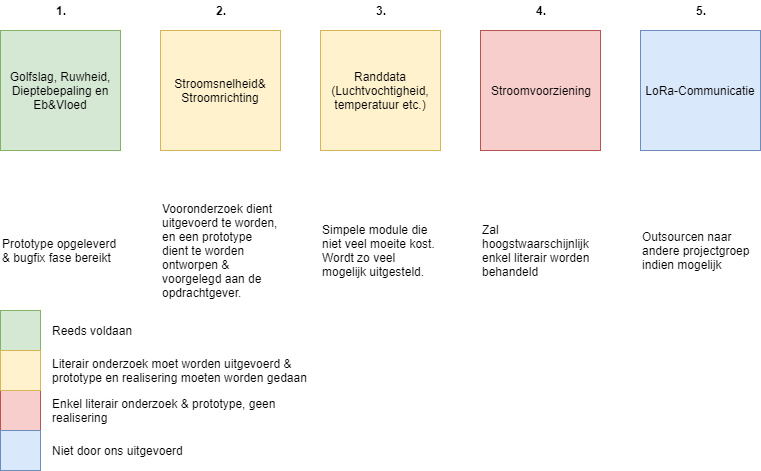 1.
2.
3.
4.
5.
Golfslag, Ruwheid,
Dieptebepaling en
Eb&Vloed
Stroomsnelheid&
Stroomrichting
Randdata
(Luchtvochtigheid,
temperatuur etc.)
Stroomvoorziening
LoRa-Communicatie
Prototype opgeleverd
& bugfix fase bereikt
Vooronderzoek dient
uitgevoerd te worden,
en een prototype
dient te worden
ontworpen &
voorgelegd aan de
opdrachtgever.
Simpele module die
niet veel moeite kost.
Wordt zo veel
mogelijk uitgesteld.
Zal
hoogstwaarschijnlijk
enkel literair worden
behandeld
Outsourcen naar
andere projectgroep
indien mogelijk
Reeds voldaan
Literair onderzoek moet worden uitgevoerd &
prototype en realisering moeten worden gedaan
Enkel literair onderzoek & prototype, geen
realisering
Niet door ons uitgevoerd